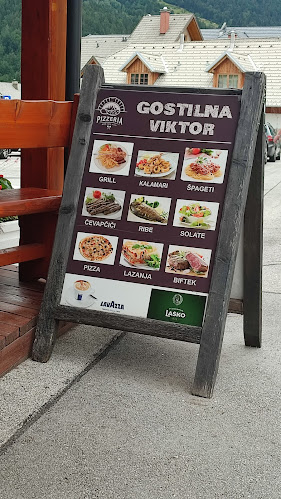 PIZZERIA
GOSTILNA
VIKTOR
GRILL
KALAMARI
ŠPAGETI
ČEVAPČIČI
RIBE
SOLATE
PIZZA
LAZANJA
BIFTEK
LAVAZZA
LAŠKO